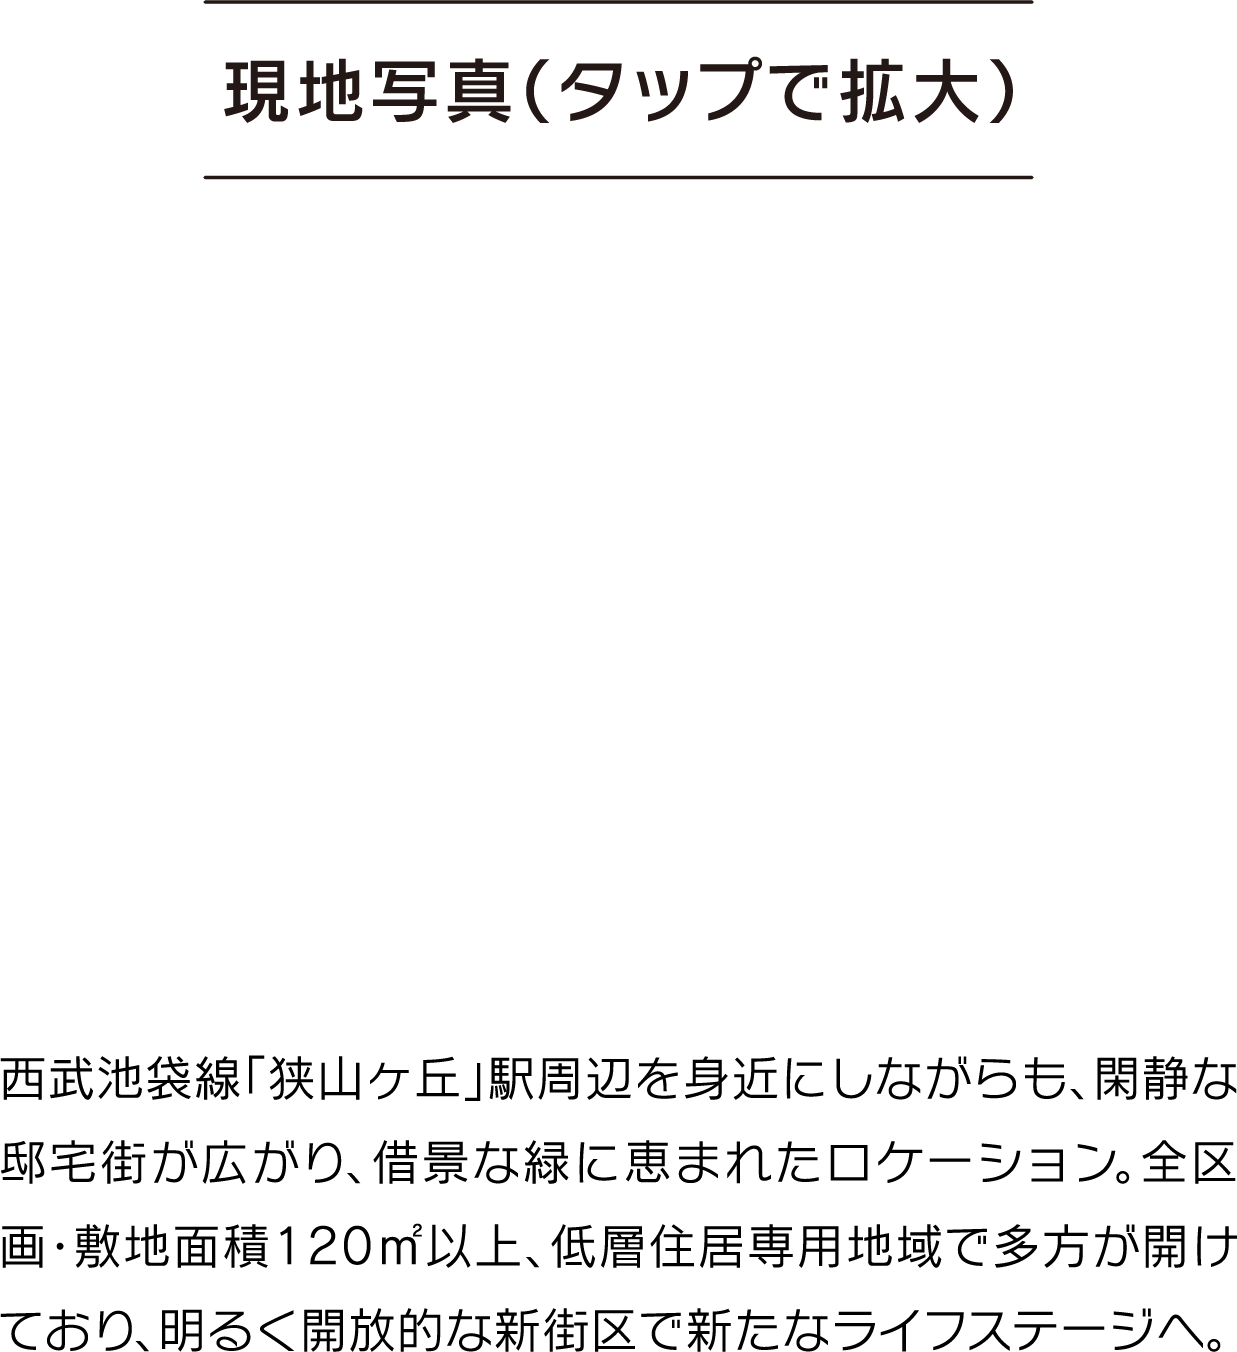 現地写真(タップで拡大)
西武池袋線「狭山ヶ丘」駅周辺を身近にしながらも、閑静な
邸宅街が広がり、借景な緑に恵まれたロケーション。全区
画・敷地面積120㎡以上、低層住居専用地域で多方が開け
ており、明るく開放的な新街区で新たなライフステージへ。